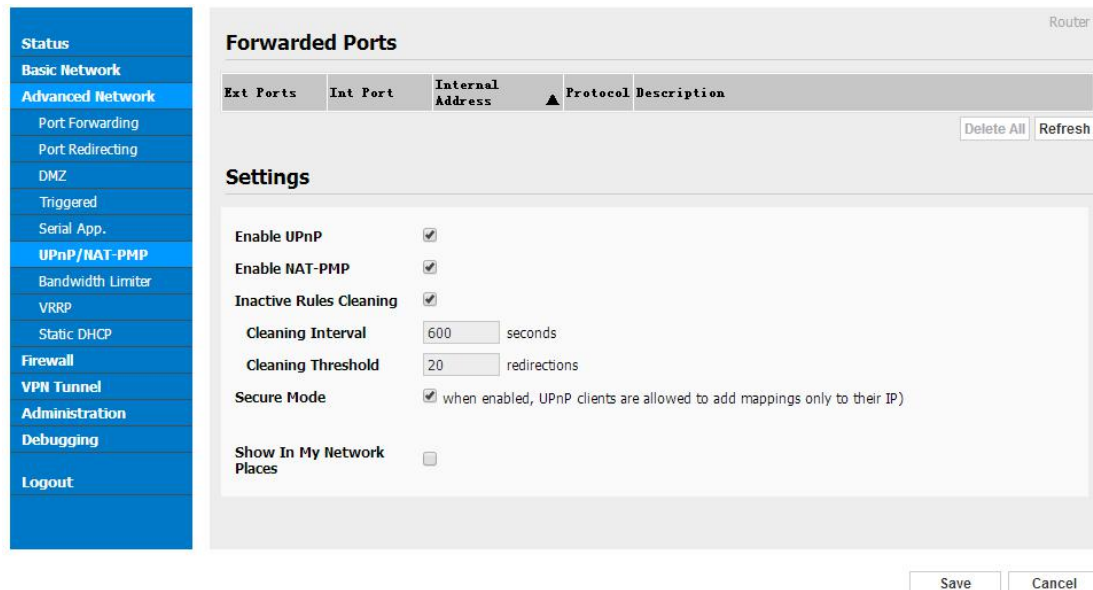 Router
Status
Basic Network
Advanced Network
Port Forwarding
Port Redirecting
DMZ
Triggered
Serial App.
UPnP/NAT-PMP
Bandwidth Limiter
VRRP
Static DHCP
Firewall
VPN Tunnel
Administration
Debugging
Logout
Forwarded Ports
Ext Ports Int Port Internal Address Protocol Description
Delete All Refresh
Settings
Enable UPnP
Enable NAT-PMP
Inactive Rules Cleaning
Cleaning Interval 600 seconds
Cleaning Threshold 20 redirections
Secure Mode when enabled, UPnP clients are allowed to add mappings only to their IP)
Show In My Network
Places
Save Cancel